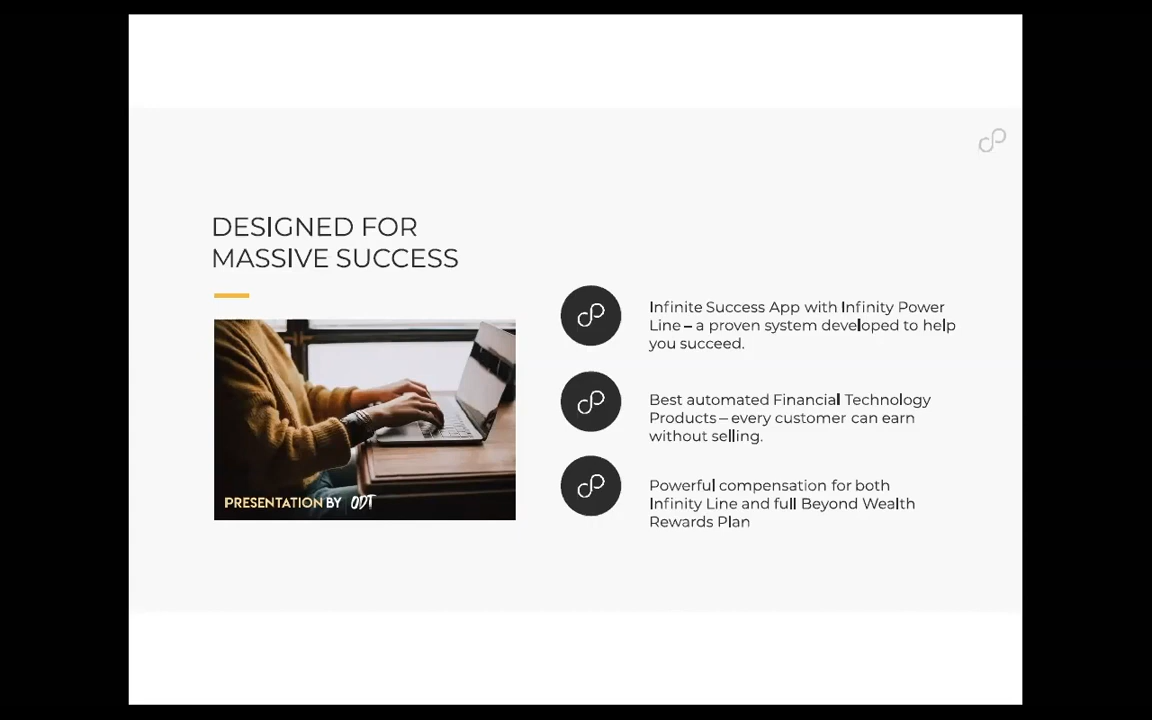 DESIGNED FOR
MASSIVE SUCCESS
PRESENTATION BY ODT
Infinite Success App with Infinity Power
Line – a proven system developed to help
you succeed.
Best automated Financial Technology
Products – every customer can earn
without selling.
Powerful compensation for both
Infinity Line and full Beyond Wealth
Rewards Plan